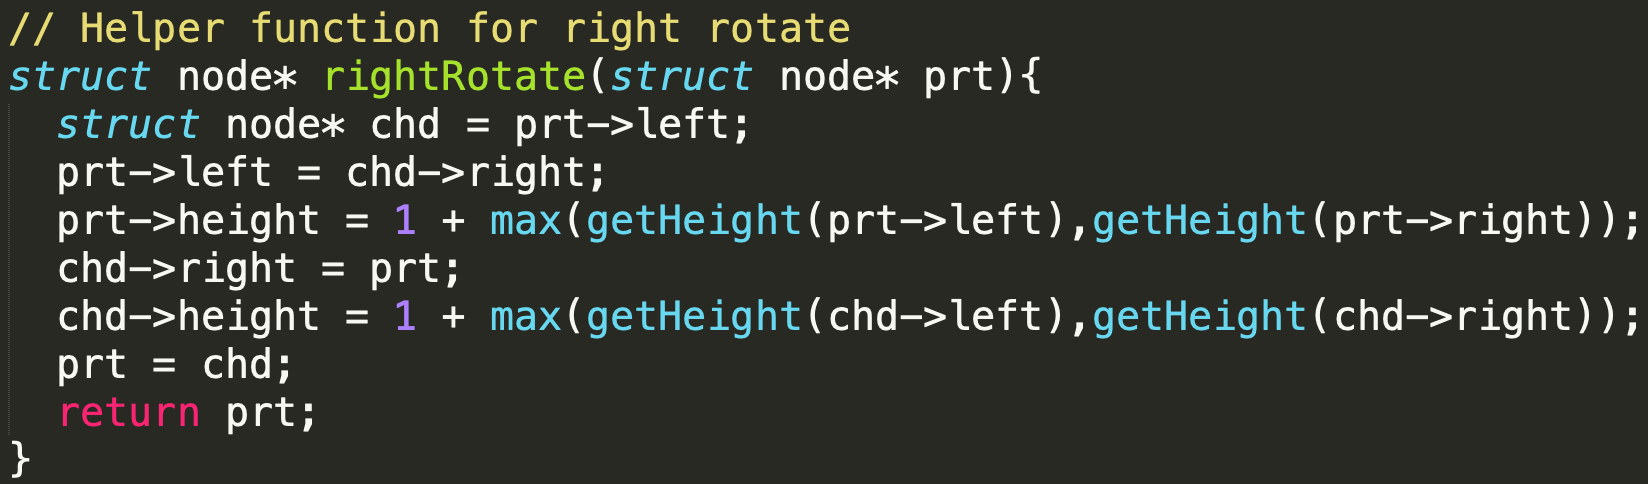 // Helper function for right rotate
struct node* rightRotate(struct node* prt){
  struct node* chd = prt->left;
  prt->left = chd->right;
  prt->height = 1 + max(getHeight(prt->left),getHeight(prt->right));
  chd->right = prt;
  chd->height = 1 + max(getHeight(chd->left),getHeight(chd->right));
  prt = chd;
  return prt;
}